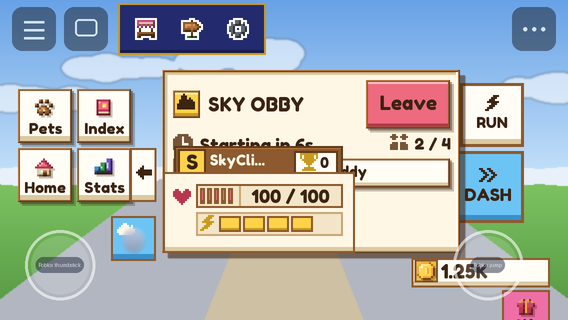 SKY OBBY
Leave
Starting in 6s
2 / 4
S
SkyCli...
0
ddy
100 / 100
Pets
Index
Home
Stats
RUN
DASH
1.25K